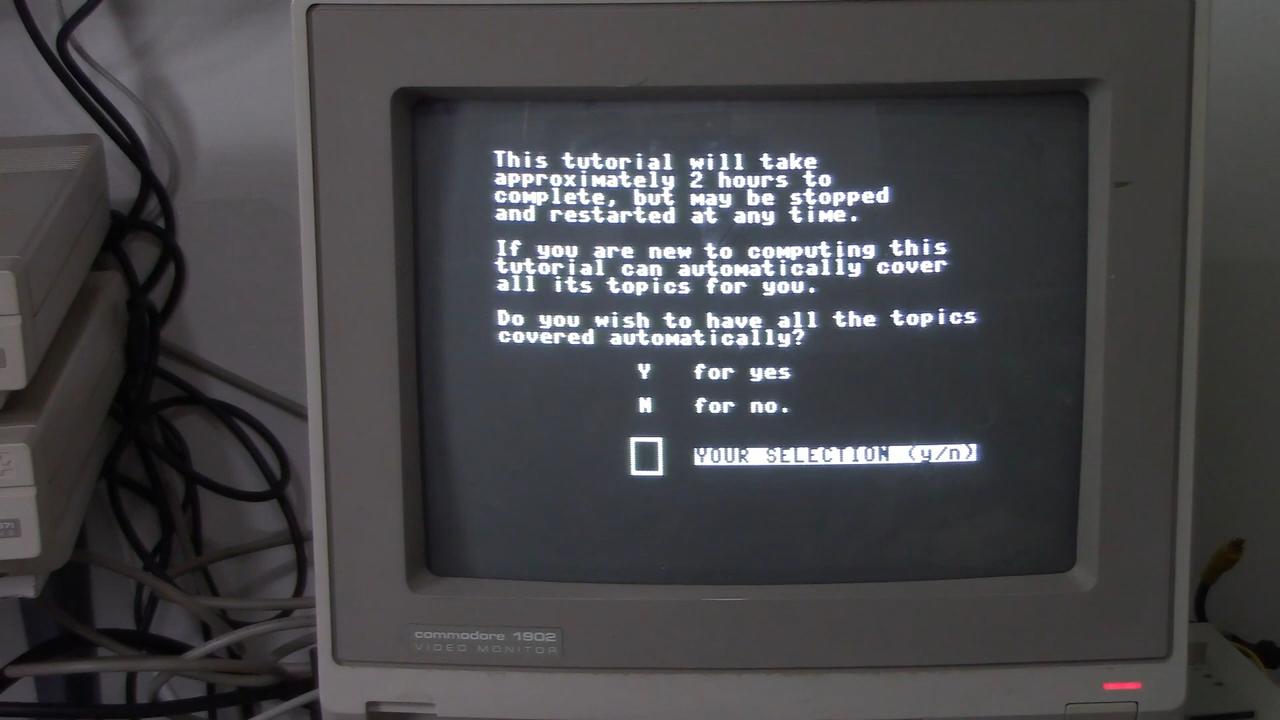 This tutorial will take
approximately 2 hours to
complete, but may be stopped
and restarted at any time.
If you are new to computing this
tutorial can automatically cover
all its topics for you.
Do you wish to have all the topics
covered automatically?
Y for yes
N for no.
YOUR SELECTION (y/n)
commodore 1902
VIDEO MONITOR